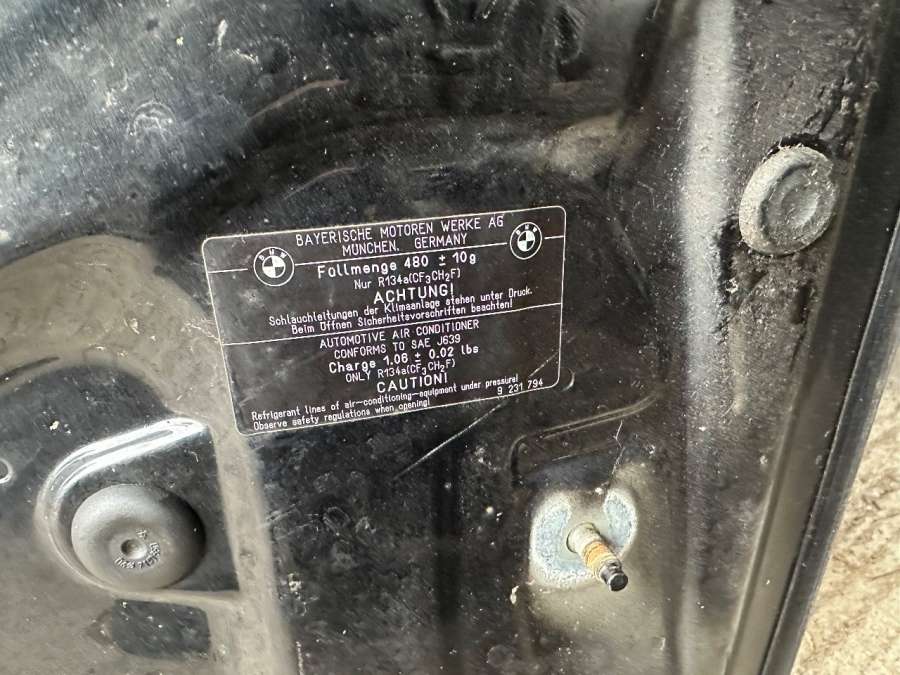 BAYERISCHE MOTOREN WERKE AG
MÜNCHEN, GERMANY
BMW
BMW
Füllmenge 480 ± 10g
Nur R134a(CF3CH2F)
ACHTUNG!
Schlauchleitungen der Klimaanlage stehen unter Druck.
Beim Öffnen Sicherheitsvorschriften beachten!
AUTOMOTIVE AIR CONDITIONER
CONFORMS TO SAE J639
Charge 1.06 ± 0.02 lbs
ONLY R134a(CF3CH2F)
CAUTION!
Refrigerant lines of air-conditioning-equipment under pressure!
Observe safety regulations when opening!
9 231 794